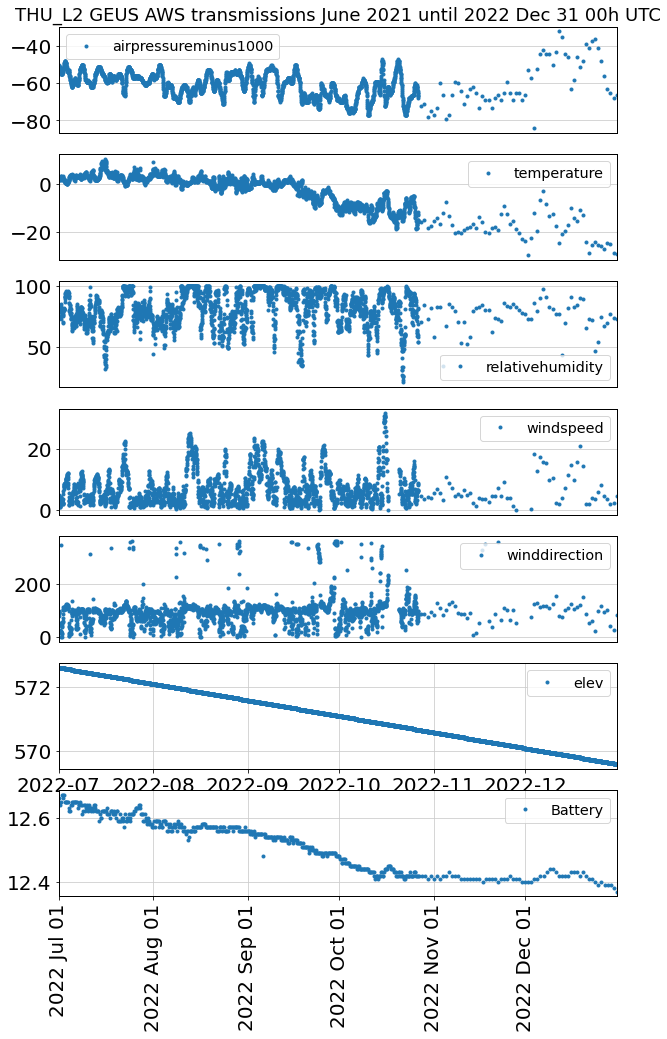 THU_L2 GEUS AWS transmissions June 2021 until 2022 Dec 31 00h UTC
−40
−60
−80
airpressureminus1000
0
−20
temperature
100
50
relativehumidity
20
0
windspeed
200
0
winddirection
572
570
elev
2022-07 2022-08 2022-09 2022-10 2022-11 2022-12
12.6
12.4
Battery
2022 Jul 01
2022 Aug 01
2022 Sep 01
2022 Oct 01
2022 Nov 01
2022 Dec 01